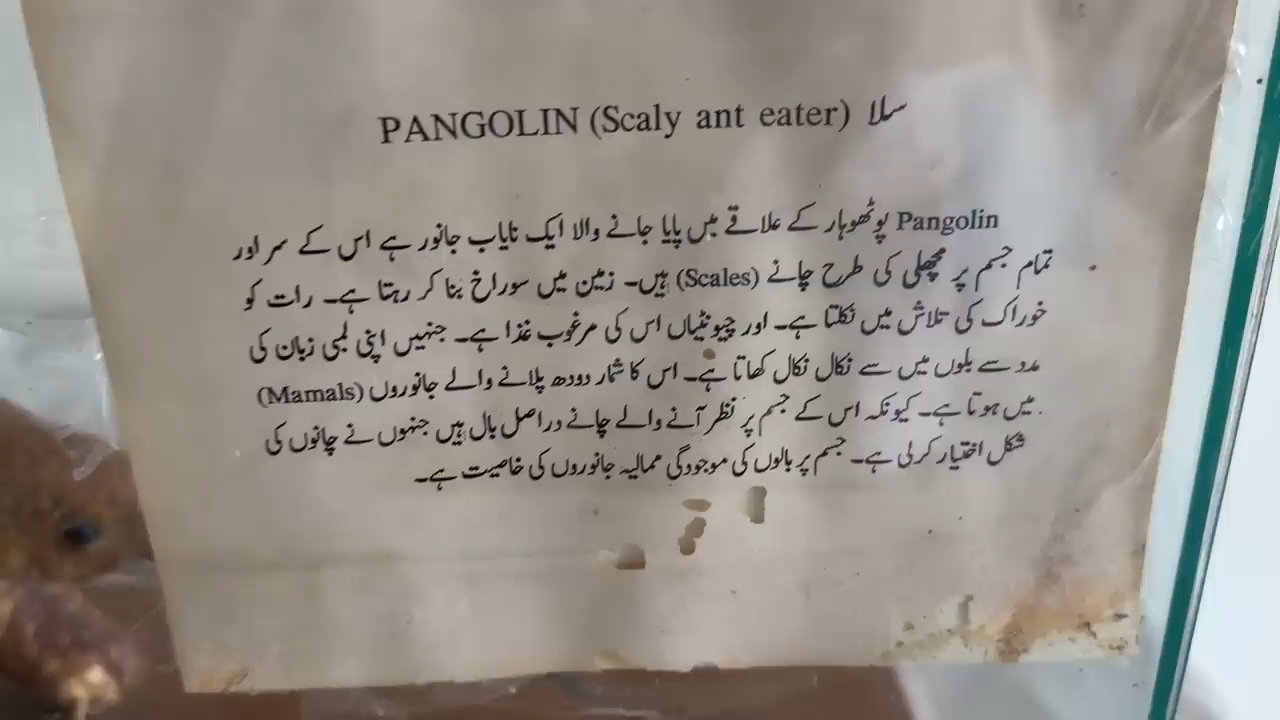 PANGOLIN (Scaly ant eater) سلا
Pangolin پوٹھوہار کے علاقے میں پایا جانے والا ایک نایاب جانور ہے اس کے سر اور
تمام جسم پر مچھلی کی طرح چانے (Scales) ہیں۔ زمین میں سوراخ بنا کر رہتا ہے۔ رات کو
خوراک کی تلاش میں نکلتا ہے۔ اور چیونٹیاں اس کی مرغوب غذا ہے۔ جنہیں اپنی لمبی زبان کی
مدد سے بلوں میں سے نکال نکال کھاتا ہے۔ اس کا شمار دودھ پلانے والے جانوروں (Mamals)
میں ہوتا ہے۔ کیونکہ اس کے جسم پر نظر آنے والے چانے دراصل بال ہیں جنہوں نے چانوں کی
شکل اختیار کرلی ہے۔ جسم پر بالوں کی موجودگی ممالیہ جانوروں کی خاصیت ہے۔